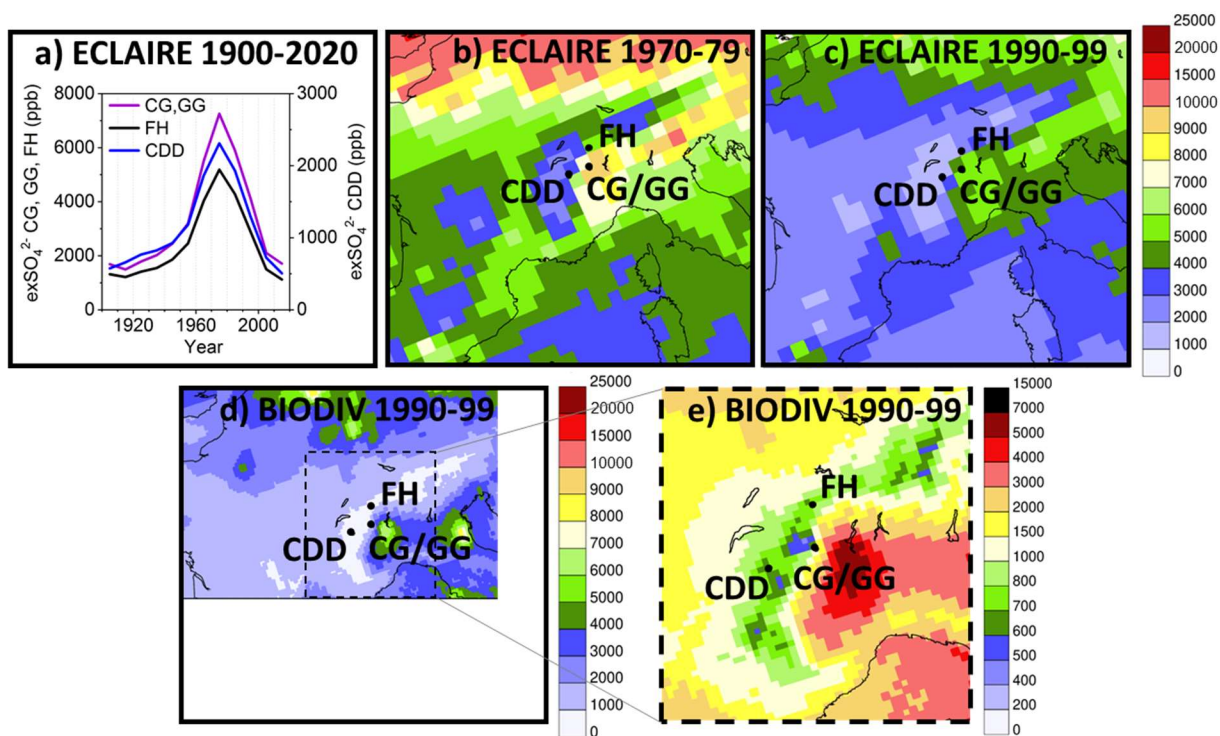 a) ECLAIRE 1900-2020
8000
6000
4000
2000
0
exSO₄²⁻ CG, GG, FH (ppb)
CG,GG
FH
CDD
3000
2000
1000
0
exSO₄²⁻ CDD (ppb)
1920 1960 2000
Year
b) ECLAIRE 1970-79
FH
CDD CG/GG
c) ECLAIRE 1990-99
FH
CDD CG/GG
25000
20000
15000
10000
9000
8000
7000
6000
5000
4000
3000
2000
1000
0
d) BIODIV 1990-99
FH
CDD CG/GG
25000
20000
15000
10000
9000
8000
7000
6000
5000
4000
3000
2000
1000
0
e) BIODIV 1990-99
FH
CDD CG/GG
15000
7000
5000
4000
3000
2000
1500
1000
800
700
600
500
400
200
0